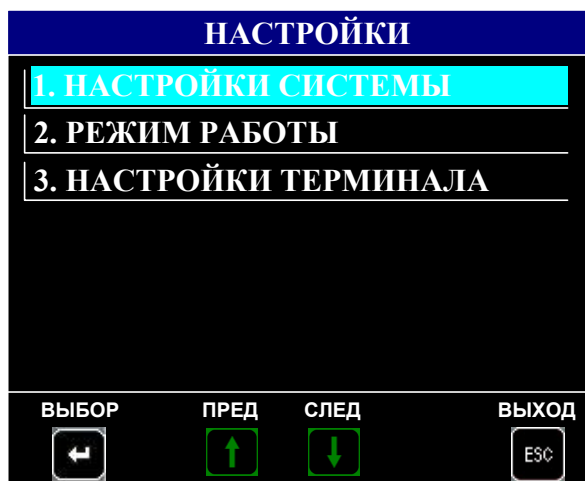 НАСТРОЙКИ
1. НАСТРОЙКИ СИСТЕМЫ
2. РЕЖИМ РАБОТЫ
3. НАСТРОЙКИ ТЕРМИНАЛА
ВЫБОР ПРЕД СЛЕД ВЫХОД
ESC